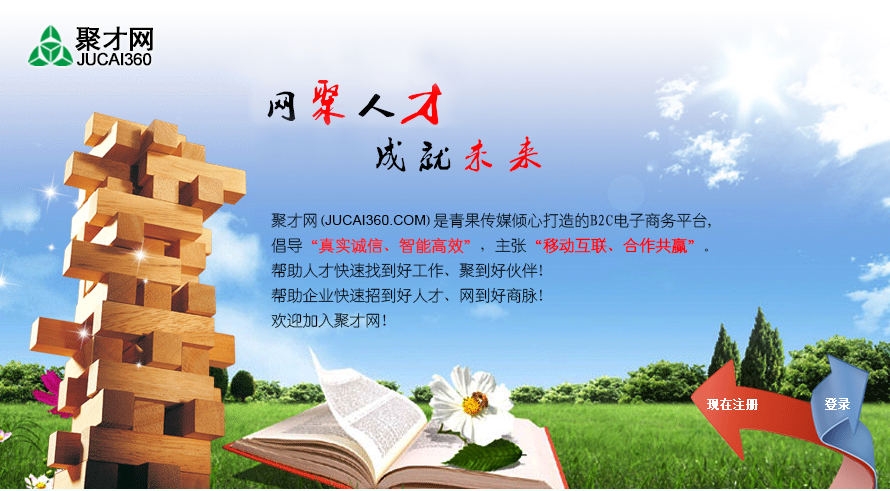 聚才网
JUCAI360
网聚人才
成就未来
聚才网(JUCAI360.COM)是青果传媒倾心打造的B2C电子商务平台,
倡导“真实诚信、智能高效”，主张“移动互联、合作共赢”。
帮助人才快速找到好工作、聚到好伙伴!
帮助企业快速招到好人才、网到好商脉!
欢迎加入聚才网!
现在注册
登录